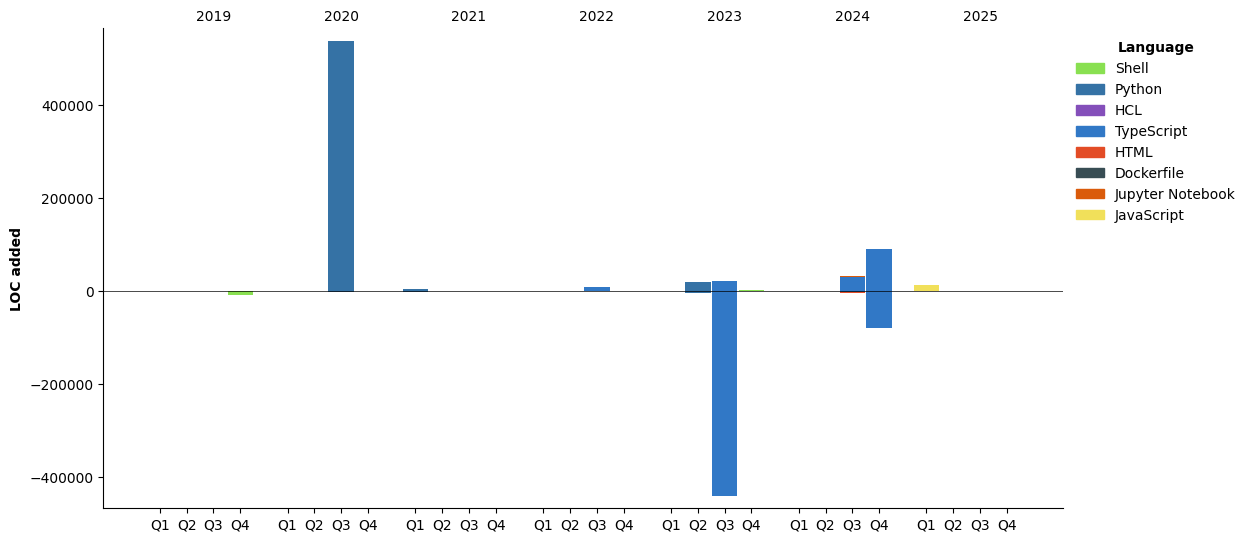 2019 2020 2021 2022 2023 2024 2025
Language
Shell
Python
HCL
TypeScript
HTML
Dockerfile
Jupyter Notebook
JavaScript
LOC added
400000
200000
0
−200000
−400000
Q1 Q2 Q3 Q4 Q1 Q2 Q3 Q4 Q1 Q2 Q3 Q4 Q1 Q2 Q3 Q4 Q1 Q2 Q3 Q4 Q1 Q2 Q3 Q4 Q1 Q2 Q3 Q4